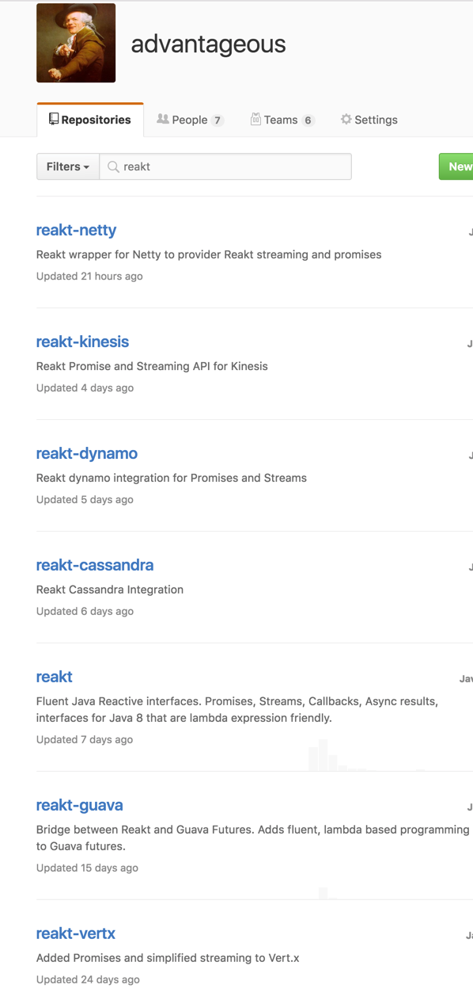 advantageous
Repositories People 7 Teams 6 Settings
Filters reakt New
reakt-netty
Reakt wrapper for Netty to provider Reakt streaming and promises
Updated 21 hours ago
reakt-kinesis
Reakt Promise and Streaming API for Kinesis
Updated 4 days ago
reakt-dynamo
Reakt dynamo integration for Promises and Streams
Updated 5 days ago
reakt-cassandra
Reakt Cassandra Integration
Updated 6 days ago
reakt
Fluent Java Reactive interfaces. Promises, Streams, Callbacks, Async results,
interfaces for Java 8 that are lambda expression friendly.
Updated 7 days ago
reakt-guava
Bridge between Reakt and Guava Futures. Adds fluent, lambda based programming
to Guava futures.
Updated 15 days ago
reakt-vertx
Added Promises and simplified streaming to Vert.x
Updated 24 days ago